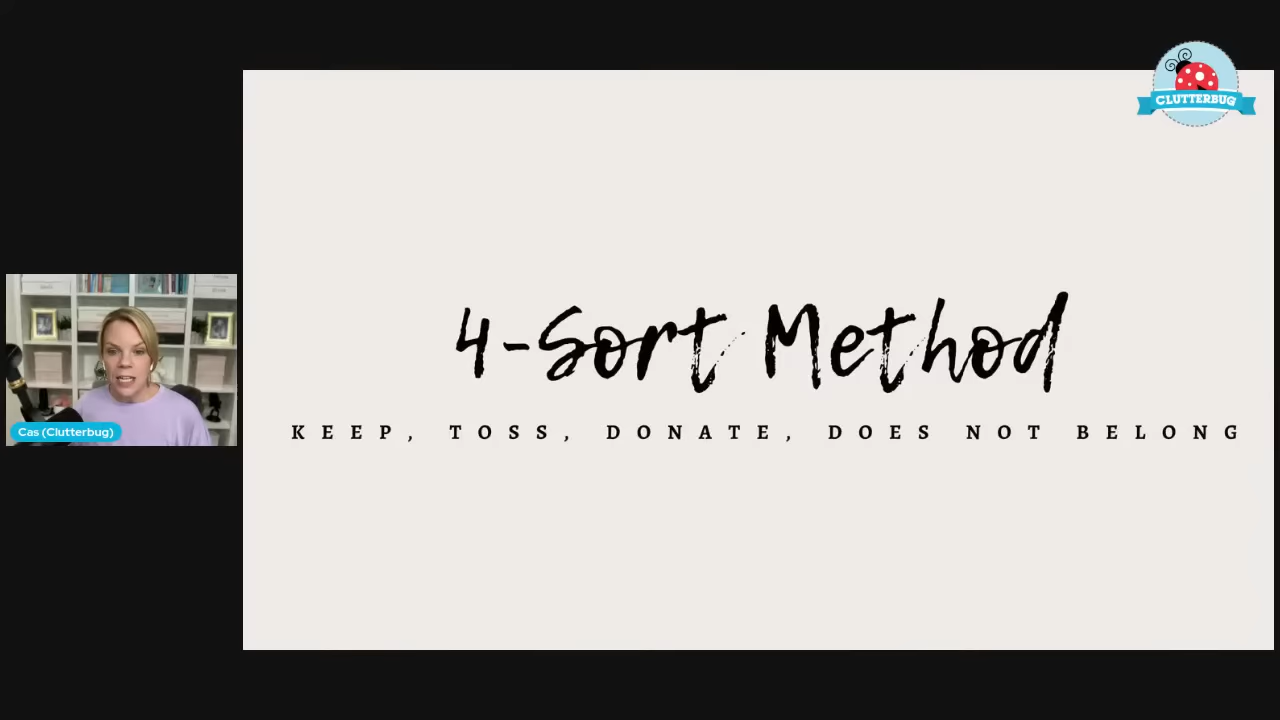 CLUTTERBUG
4-Sort Method
KEEP, TOSS, DONATE, DOES NOT BELONG
Cas (Clutterbug)